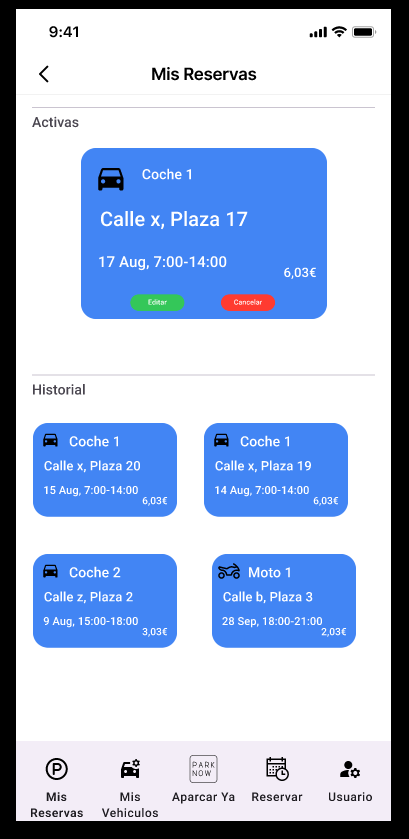 9:41
Mis Reservas
Activas
Coche 1
Calle x, Plaza 17
17 Aug, 7:00-14:00
6,03€
Editar
Cancelar
Historial
Coche 1
Calle x, Plaza 20
15 Aug, 7:00-14:00
6,03€
Coche 1
Calle x, Plaza 19
14 Aug, 7:00-14:00
6,03€
Coche 2
Calle z, Plaza 2
9 Aug, 15:00-18:00
3,03€
Moto 1
Calle b, Plaza 3
28 Sep, 18:00-21:00
2,03€
P
Mis
Reservas
Mis
Vehiculos
PARK
NOW
Aparcar Ya
Reservar
Usuario